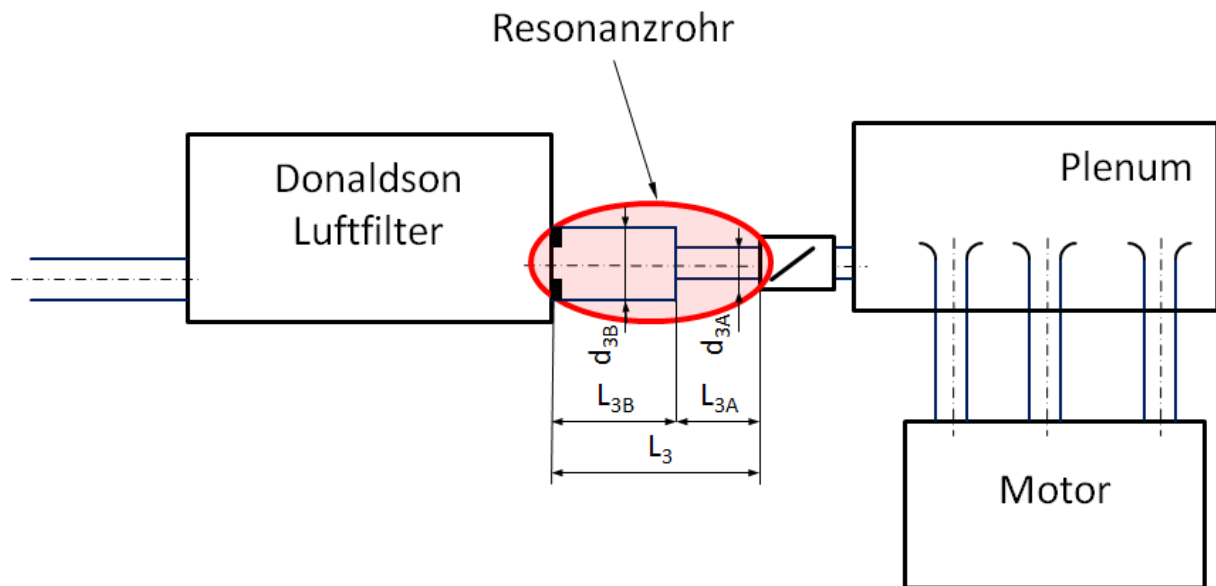 Resonanzrohr
Donaldson
Luftfilter
Plenum
d₃B
d₃A
L₃B
L₃A
L₃
Motor